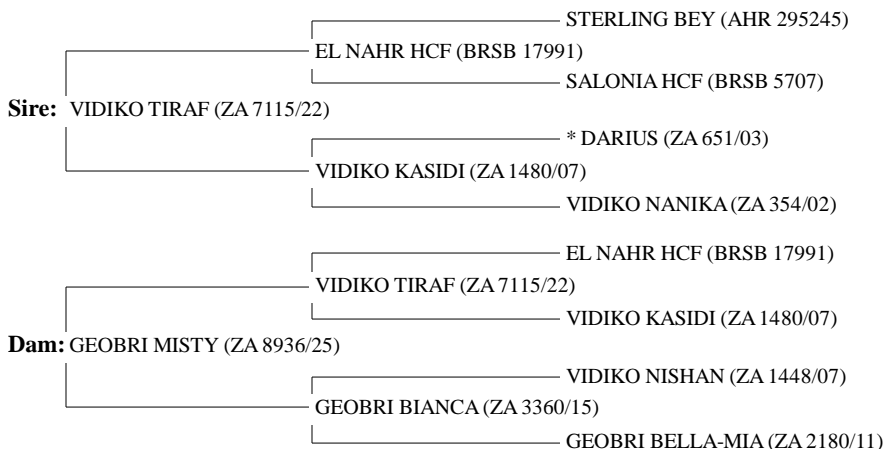 STERLING BEY (AHR 295245)
EL NAHR HCF (BRSB 17991)
SALONIA HCF (BRSB 5707)
Sire: VIDIKO TIRAF (ZA 7115/22)
* DARIUS (ZA 651/03)
VIDIKO KASIDI (ZA 1480/07)
VIDIKO NANIKA (ZA 354/02)
EL NAHR HCF (BRSB 17991)
VIDIKO TIRAF (ZA 7115/22)
VIDIKO KASIDI (ZA 1480/07)
Dam: GEOBRI MISTY (ZA 8936/25)
VIDIKO NISHAN (ZA 1448/07)
GEOBRI BIANCA (ZA 3360/15)
GEOBRI BELLA-MIA (ZA 2180/11)